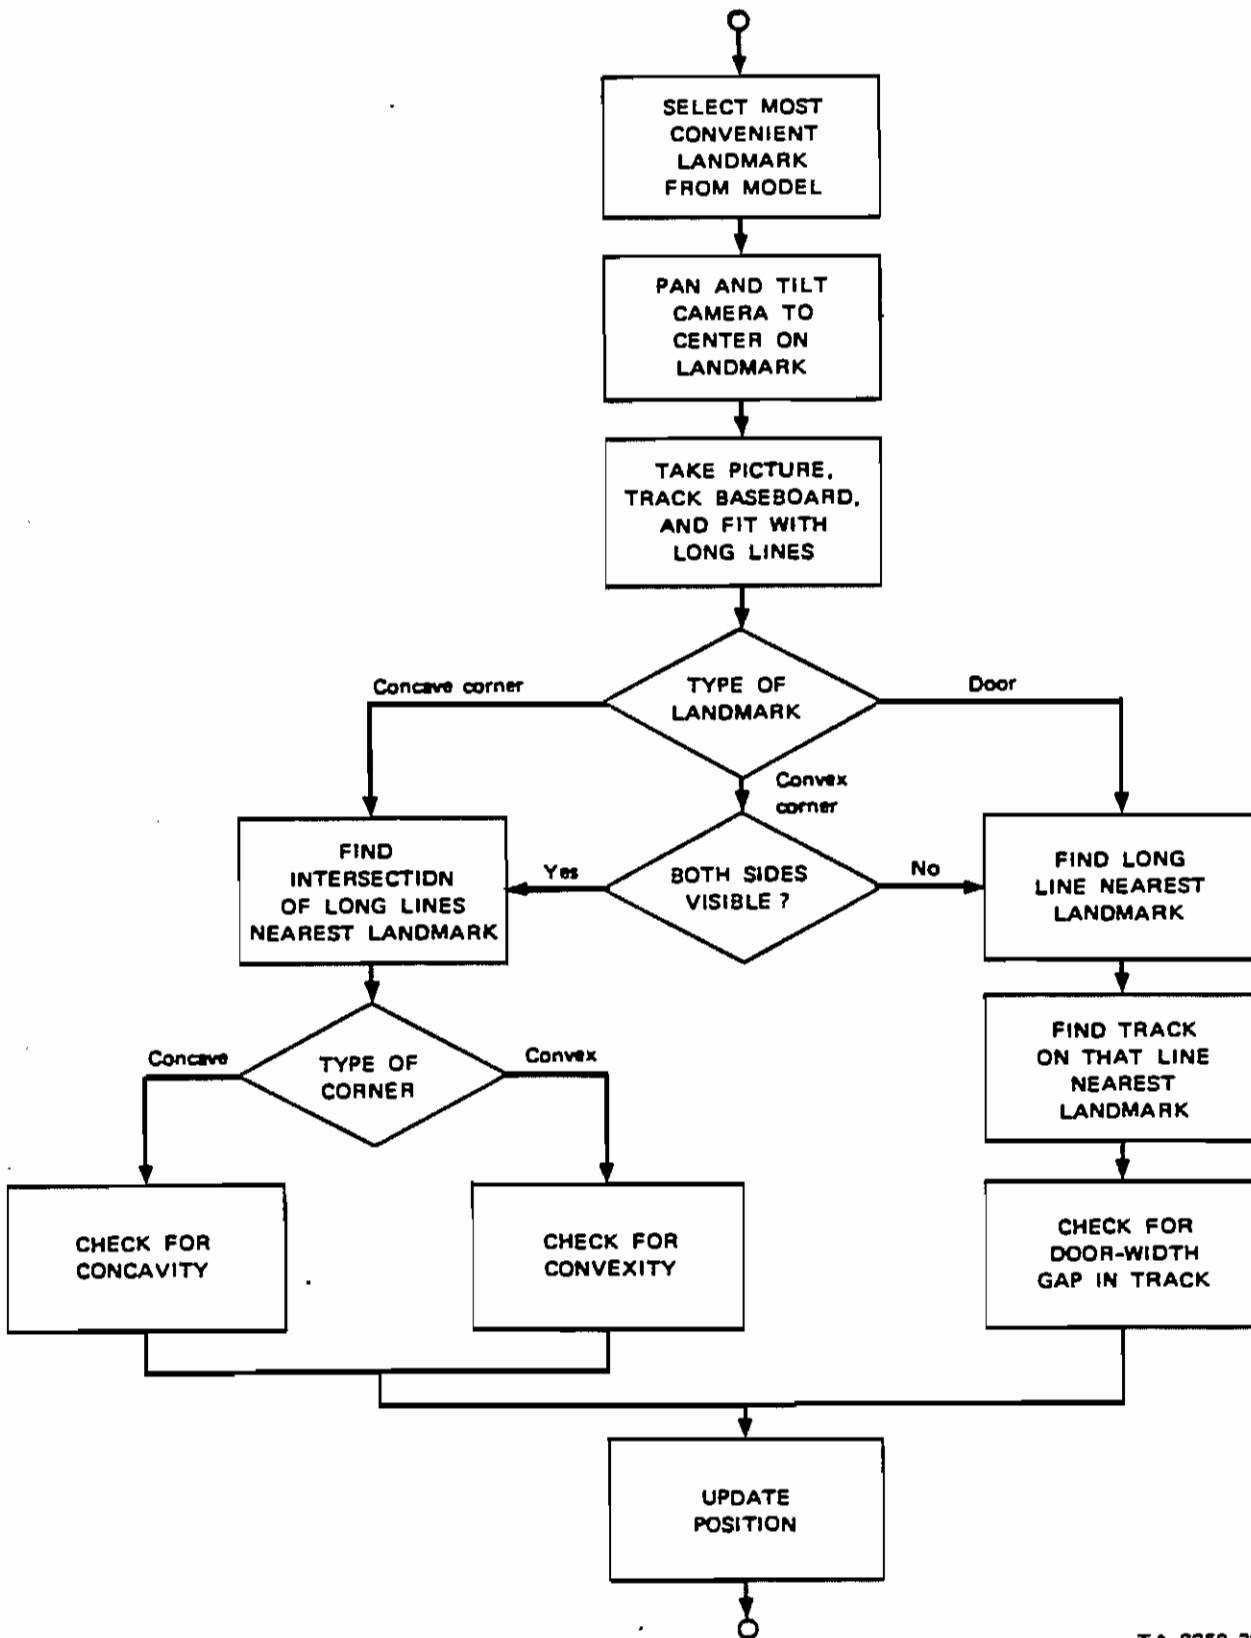 SELECT MOST
CONVENIENT
LANDMARK
FROM MODEL
PAN AND TILT
CAMERA TO
CENTER ON
LANDMARK
TAKE PICTURE,
TRACK BASEBOARD,
AND FIT WITH
LONG LINES
Concave corner
TYPE OF
LANDMARK
Door
Convex
corner
FIND
INTERSECTION
OF LONG LINES
NEAREST LANDMARK
Yes
BOTH SIDES
VISIBLE ?
No
FIND LONG
LINE NEAREST
LANDMARK
Concave
TYPE OF
CORNER
Convex
FIND TRACK
ON THAT LINE
NEAREST
LANDMARK
CHECK FOR
CONCAVITY
CHECK FOR
CONVEXITY
CHECK FOR
DOOR-WIDTH
GAP IN TRACK
UPDATE
POSITION